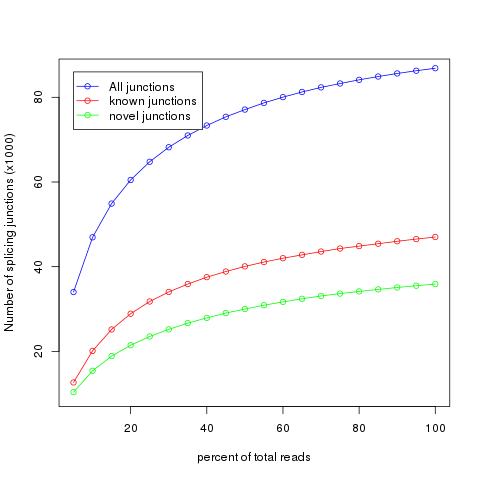 All junctions
known junctions
novel junctions
Number of splicing junctions (x1000)
80
60
40
20
20 40 60 80 100
percent of total reads